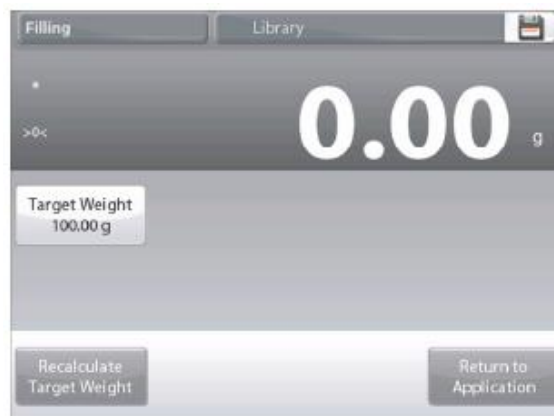 Filling
Library
0.00
>0< g
Target Weight
100.00 g
Recalculate
Target Weight
Return to
Application